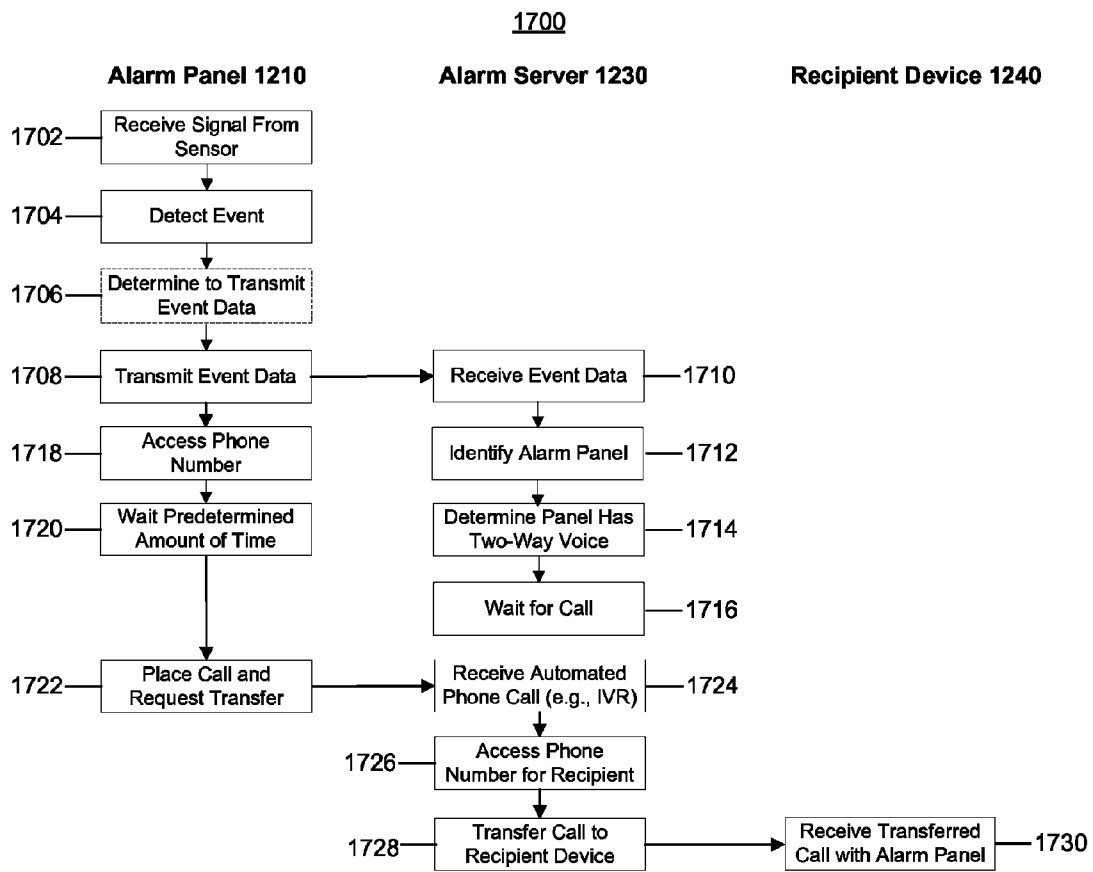 1700
Alarm Panel 1210
Alarm Server 1230
Recipient Device 1240
1702
Receive Signal From
Sensor
1704
Detect Event
1706
Determine to Transmit
Event Data
1708
Transmit Event Data
Receive Event Data
1710
1718
Access Phone
Number
Identify Alarm Panel
1712
1720
Wait Predetermined
Amount of Time
Determine Panel Has
Two-Way Voice
1714
Wait for Call
1716
1722
Place Call and
Request Transfer
Receive Automated
Phone Call (e.g., IVR)
1724
1726
Access Phone
Number for Recipient
1728
Transfer Call to
Recipient Device
Receive Transferred
Call with Alarm Panel
1730